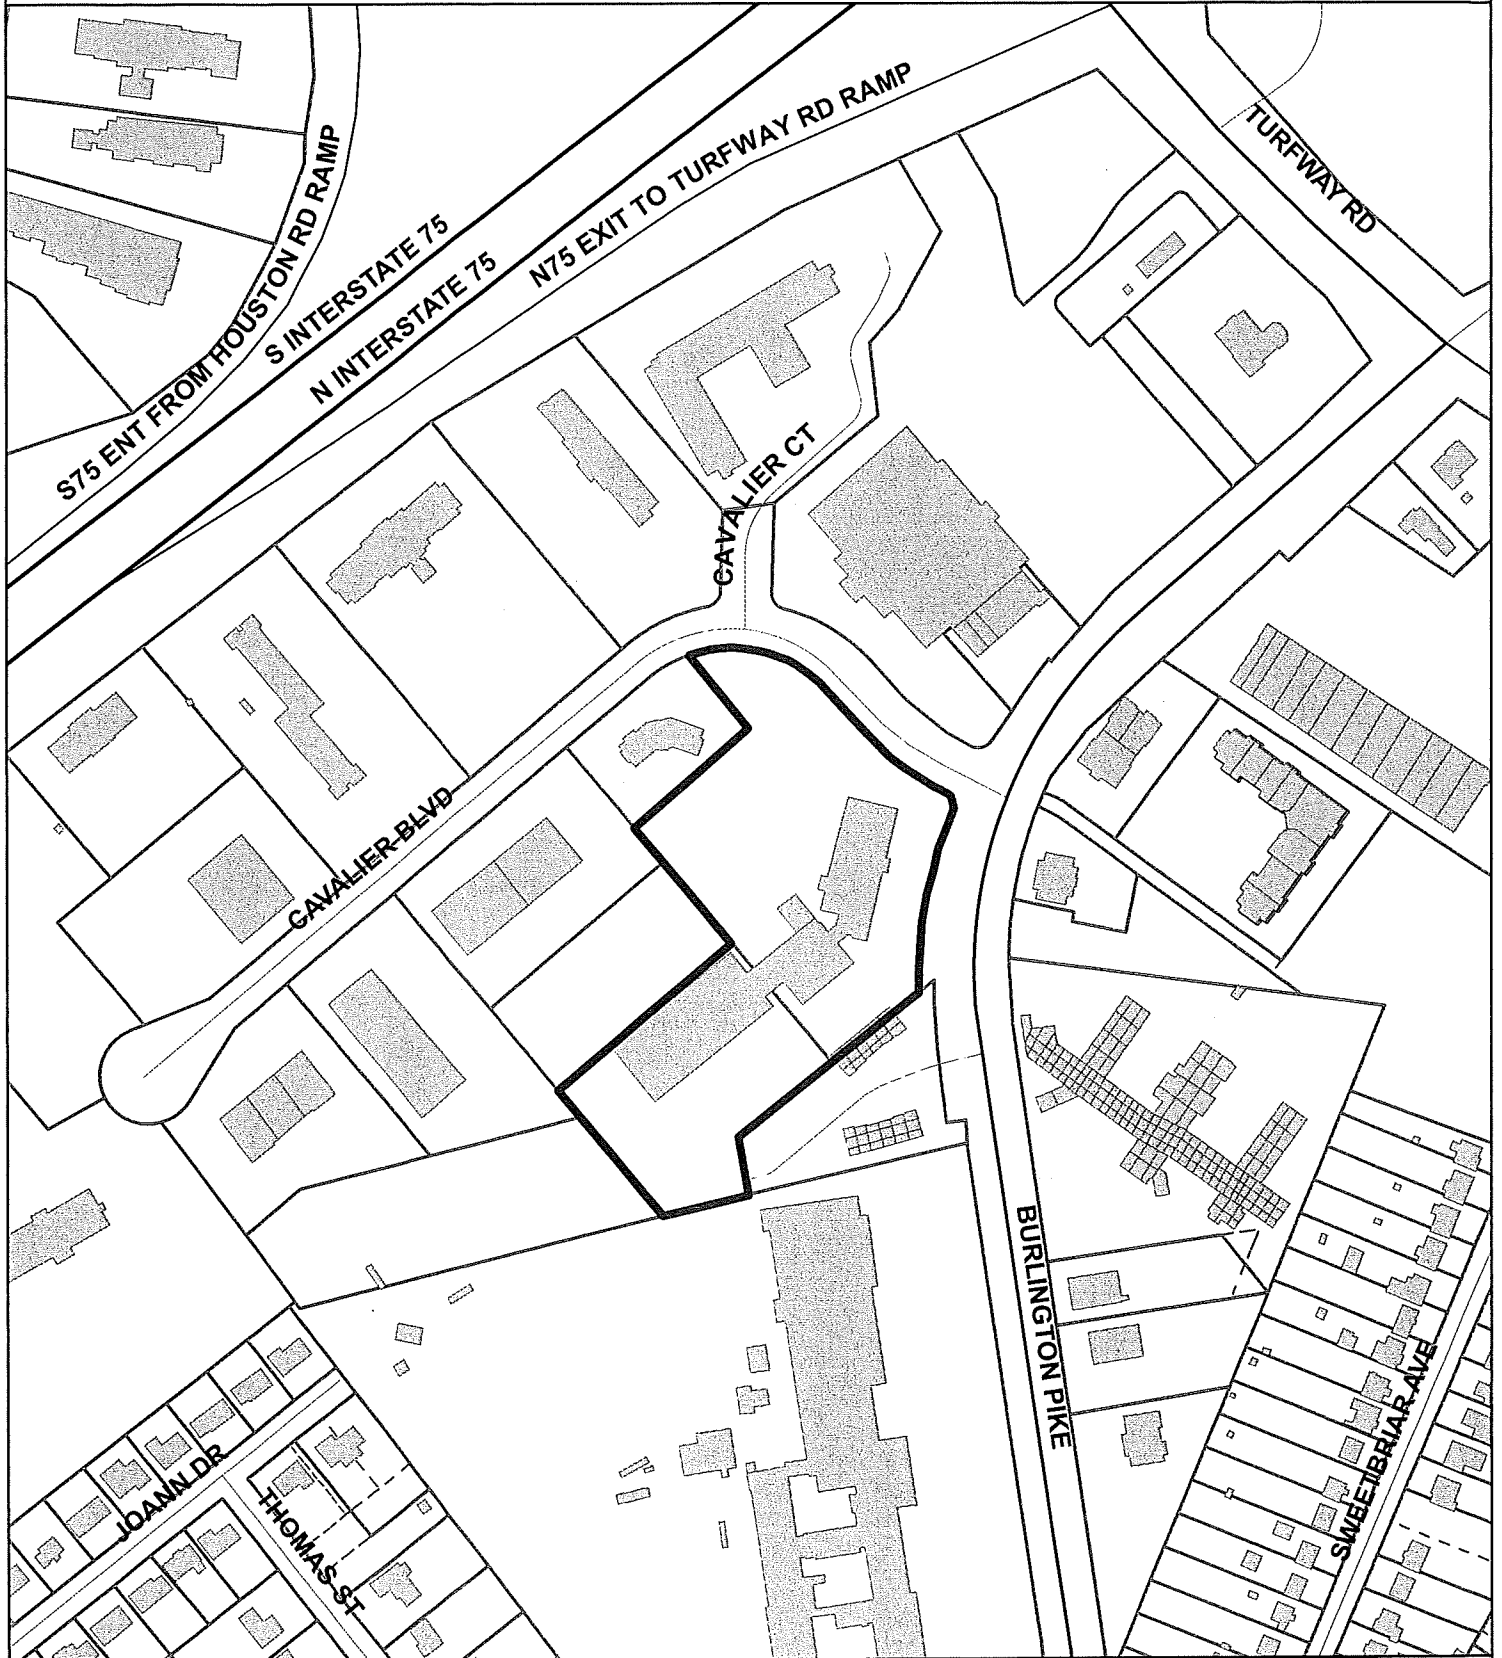 TURFWAY RD
N75 EXIT TO TURFWAY RD RAMP
S75 ENT FROM HOUSTON RD RAMP
S INTERSTATE 75
N INTERSTATE 75
CAVALIER CT
CAVALIER BLVD
BURLINGTON PIKE
SWEETBRIAR AVE
JOANN DR
THOMAS ST